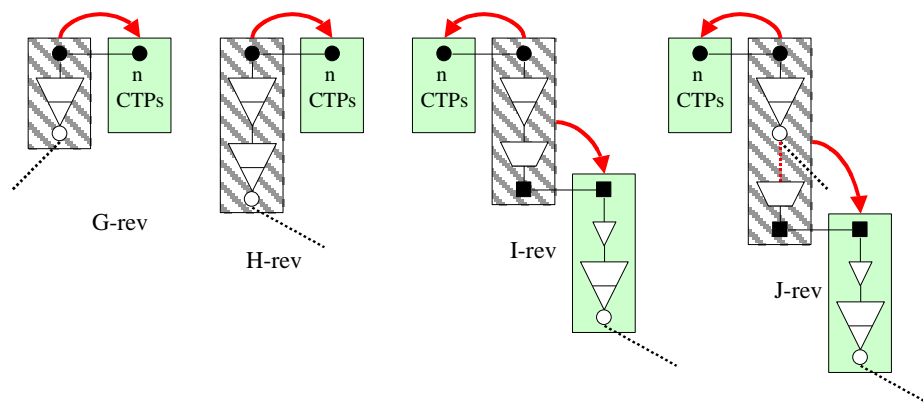 n
CTPs
n
CTPs
n
CTPs
n
CTPs
G-rev
H-rev
I-rev
J-rev